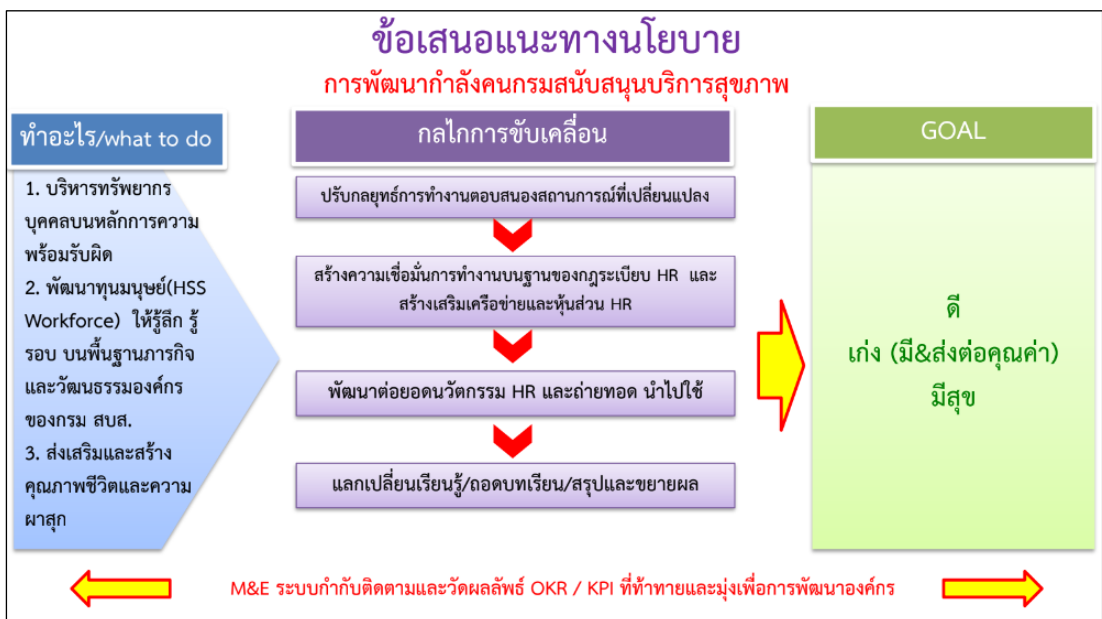 ข้อเสนอแนะทางนโยบาย
การพัฒนากำลังคนกรมสนับสนุนบริการสุขภาพ
ทำอะไร/what to do
1. บริหารทรัพยากร
บุคคลบนหลักการความ
พร้อมรับผิด
2. พัฒนาทุนมนุษย์(HSS
Workforce) ให้รู้ลึก รู้
รอบ บนพื้นฐานภารกิจ
และวัฒนธรรมองค์กร
ของกรม สบส.
3. ส่งเสริมและสร้าง
คุณภาพชีวิตและความ
ผาสุก
กลไกการขับเคลื่อน
ปรับกลยุทธ์การทำงานตอบสนองสถานการณ์ที่เปลี่ยนแปลง
สร้างความเชื่อมั่นการทำงานบนฐานของกฎระเบียบ HR และ
สร้างเสริมเครือข่ายและหุ้นส่วน HR
พัฒนาต่อยอดนวัตกรรม HR และถ่ายทอด นำไปใช้
แลกเปลี่ยนเรียนรู้/ถอดบทเรียน/สรุปและขยายผล
GOAL
ดี
เก่ง (มี&ส่งต่อคุณค่า)
มีสุข
M&E ระบบกำกับติดตามและวัดผลลัพธ์ OKR / KPI ที่ท้าทายและมุ่งเพื่อการพัฒนาองค์กร